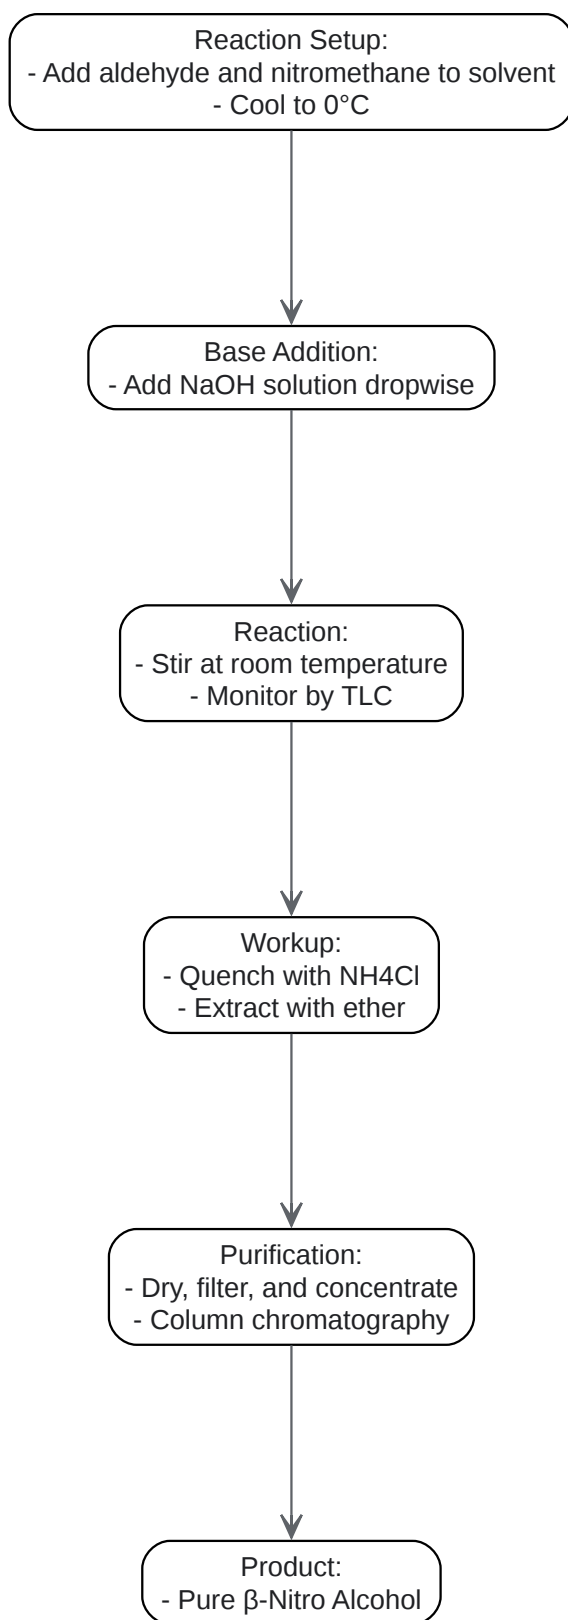 Reaction Setup:
- Add aldehyde and nitromethane to solvent
- Cool to 0°C
Base Addition:
- Add NaOH solution dropwise
Reaction:
- Stir at room temperature
- Monitor by TLC
Workup:
- Quench with NH4Cl
- Extract with ether
Purification:
- Dry, filter, and concentrate
- Column chromatography
Product:
- Pure β-Nitro Alcohol